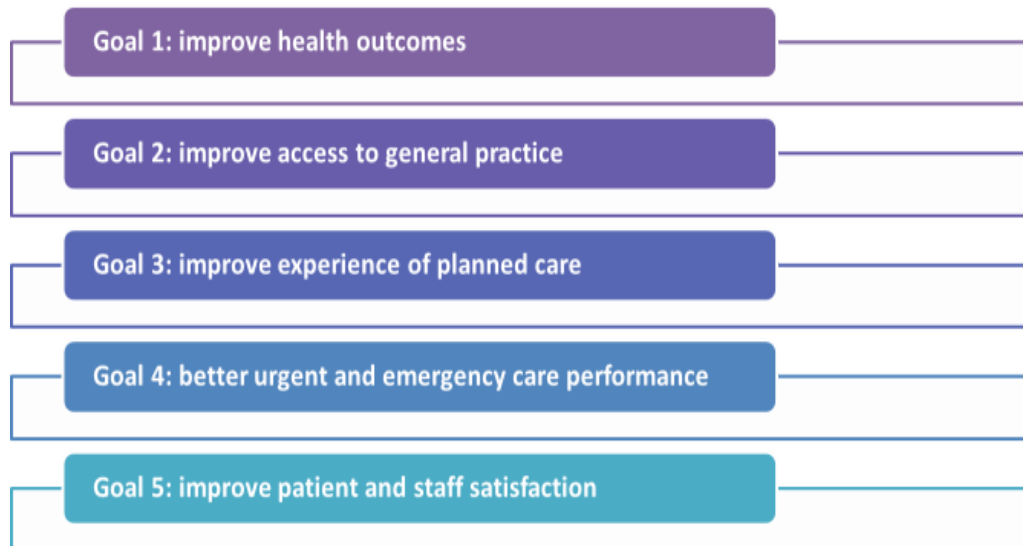 Goal 1: improve health outcomes
Goal 2: improve access to general practice
Goal 3: improve experience of planned care
Goal 4: better urgent and emergency care performance
Goal 5: improve patient and staff satisfaction